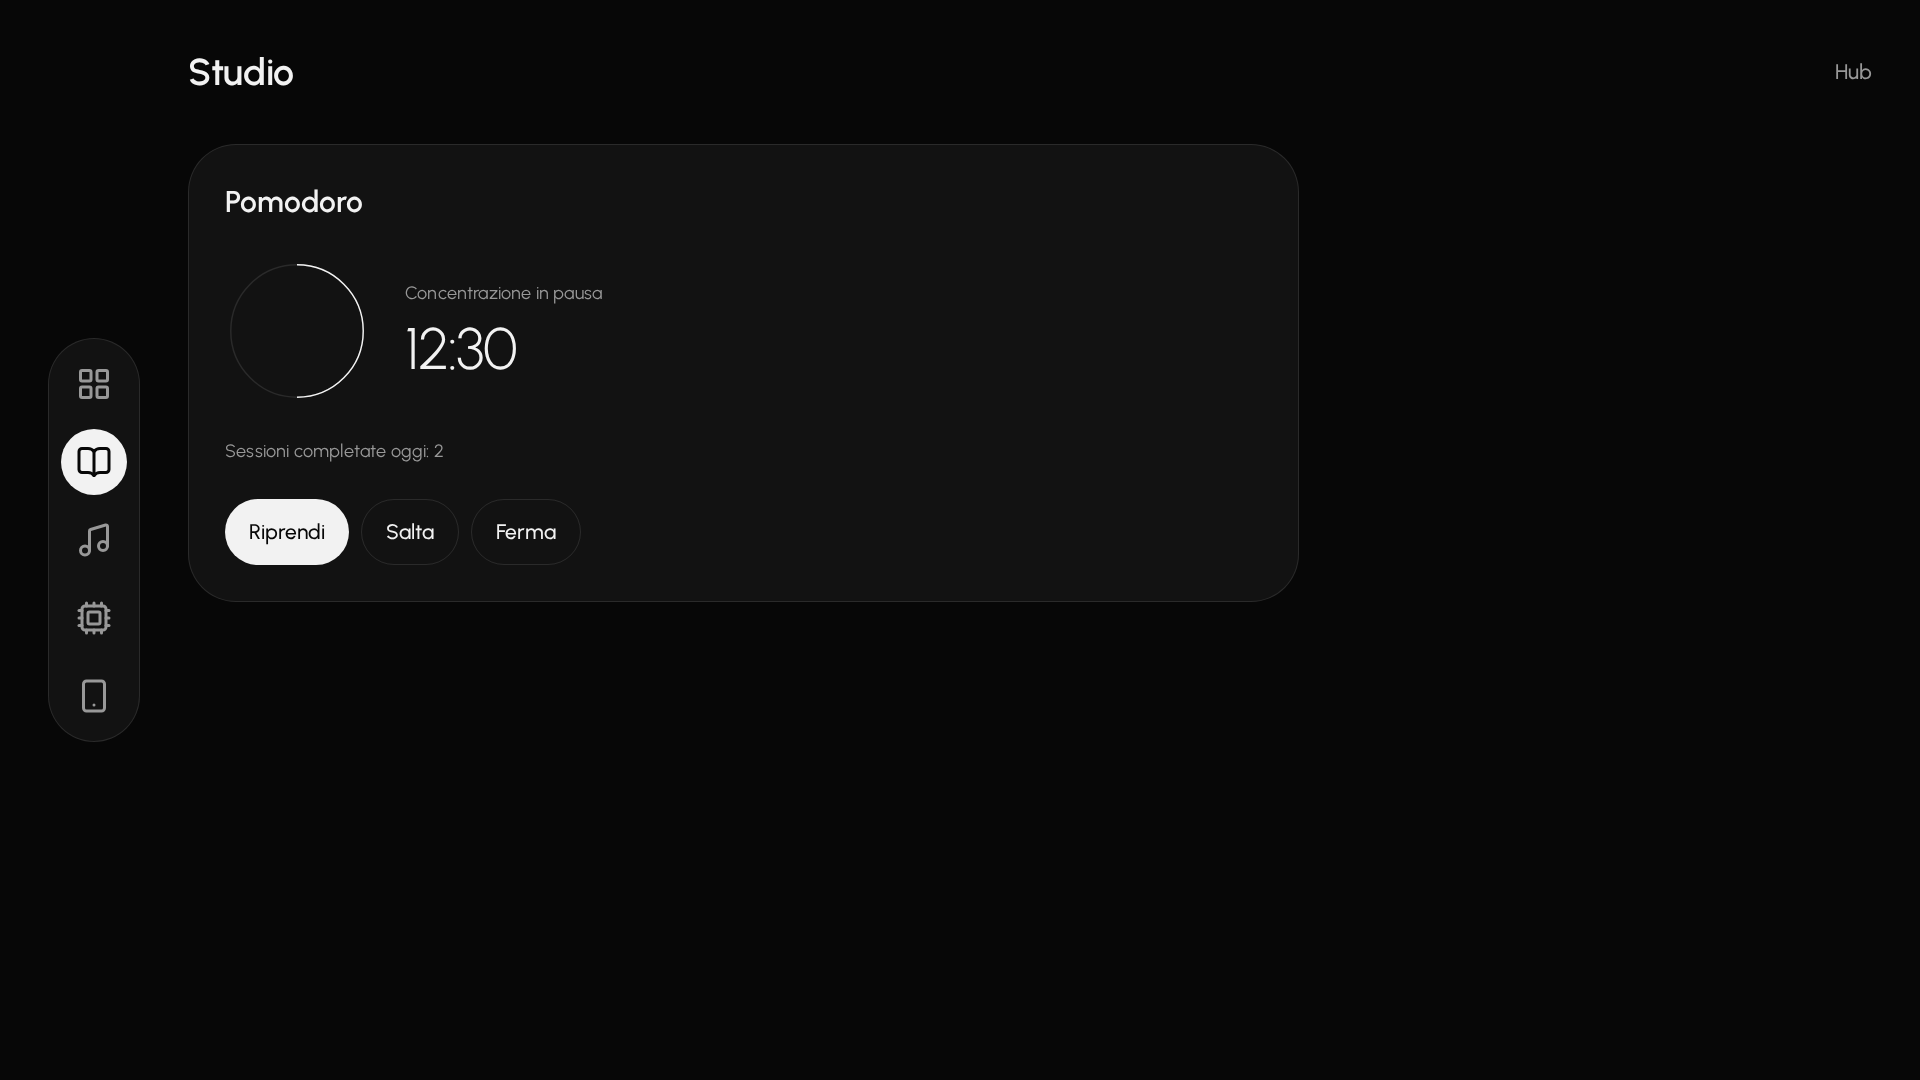 Studio
Hub
Pomodoro
Concentrazione in pausa
12:30
Sessioni completate oggi: 2
Riprendi
Salta
Ferma